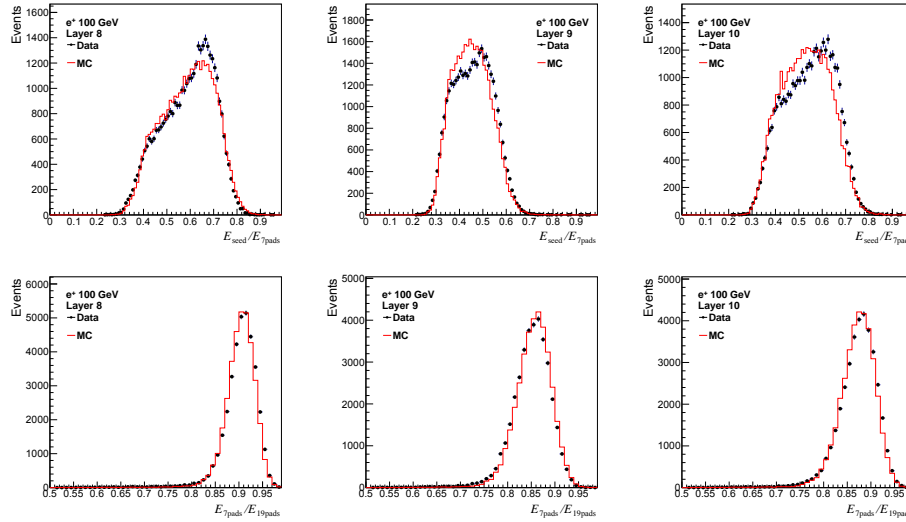 Events
1400
1200
1000
800
600
400
200
0
e⁺ 100 GeV
Layer 8
Data
MC
0 0.1 0.2 0.3 0.4 0.5 0.6 0.7 0.8
E_seed/E_7pads
Events
1800
1600
1400
1200
1000
800
600
400
200
0
e⁺ 100 GeV
Layer 9
Data
MC
0 0.1 0.2 0.3 0.4 0.5 0.6 0.7 0.8 0.9
E_seed/E_7pads
Events
1400
1200
1000
800
600
400
200
0
e⁺ 100 GeV
Layer 10
Data
MC
0 0.1 0.2 0.3 0.4 0.5 0.6 0.7 0.8 0.9
E_seed/E_7pads
Events
6000
5000
4000
3000
2000
1000
0
e⁺ 100 GeV
Layer 8
Data
MC
0.5 0.55 0.6 0.65 0.7 0.75 0.8 0.85 0.9 0.95
E_7pads/E_19pads
Events
5000
4000
3000
2000
1000
0
e⁺ 100 GeV
Layer 9
Data
MC
0.5 0.55 0.6 0.65 0.7 0.75 0.8 0.85 0.9 0.95
E_7pads/E_19pads
Events
5000
4000
3000
2000
1000
0
e⁺ 100 GeV
Layer 10
Data
MC
0.5 0.55 0.6 0.65 0.7 0.75 0.8 0.85 0.9 0.95
E_7pads/E_19pads